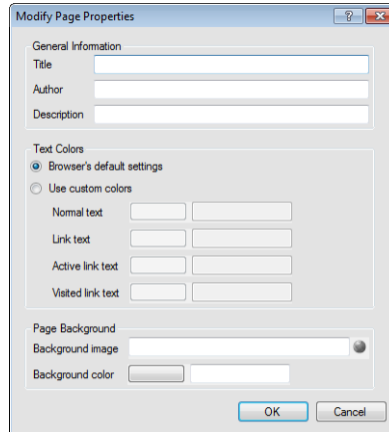 Modify Page Properties
General Information
Title
Author
Description
Text Colors
Browser's default settings
Use custom colors
Normal text
Link text
Active link text
Visited link text
Page Background
Background image
Background color
OK Cancel